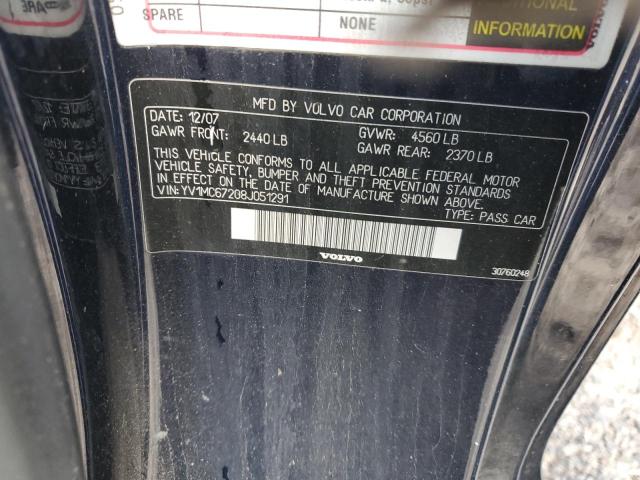 SPARE
NONE
ADDITIONAL
INFORMATION
VOLVO
MFD BY VOLVO CAR CORPORATION
DATE: 12/07
GAWR FRONT: 2440 LB
GVWR: 4560 LB
GAWR REAR: 2370 LB
THIS VEHICLE CONFORMS TO ALL APPLICABLE FEDERAL MOTOR
VEHICLE SAFETY, BUMPER AND THEFT PREVENTION STANDARDS
IN EFFECT ON THE DATE OF MANUFACTURE SHOWN ABOVE.
VIN: YV1MC67208J051291
TYPE: PASS CAR
VOLVO
30760248